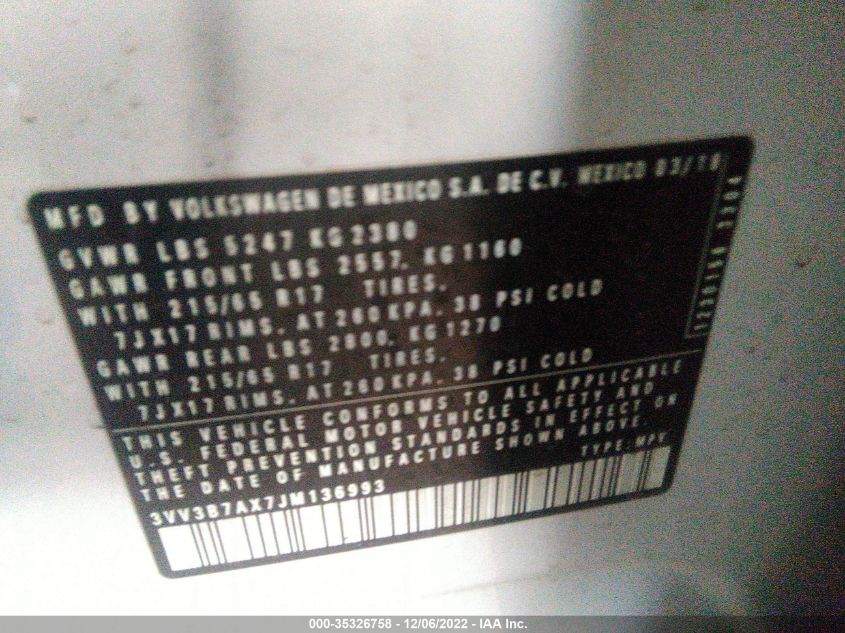 MFD BY VOLKSWAGEN DE MEXICO S.A. DE C.V. MEXICO 03/18
GVWR LBS 5247 KG 2380
GAWR FRONT LBS 2557. KG 1160
WITH 215/65 R17 TIRES.
7JX17 RIMS. AT 260 KPA. 38 PSI COLD
GAWR REAR LBS 2800. KG 1270
WITH 215/65 R17 TIRES.
7JX17 RIMS. AT 260 KPA. 38 PSI COLD
THIS VEHICLE CONFORMS TO ALL APPLICABLE
U.S. FEDERAL MOTOR VEHICLE SAFETY AND
THEFT PREVENTION STANDARDS IN EFFECT ON
THE DATE OF MANUFACTURE SHOWN ABOVE.
TYPE: MPV
3VV3B7AX7JM136993
000-35326758 - 12/06/2022 - IAA Inc.